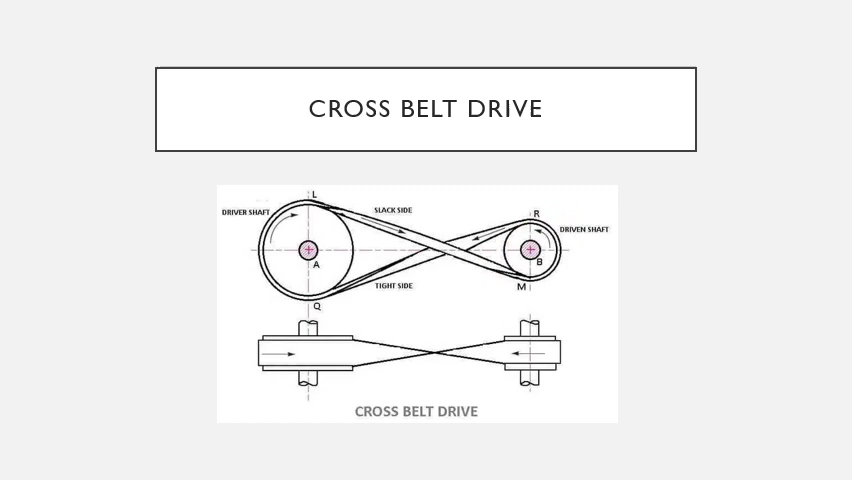 CROSS BELT DRIVE
L
DRIVER SHAFT
SLACK SIDE
R
DRIVEN SHAFT
A
B
TIGHT SIDE
M
Q
CROSS BELT DRIVE